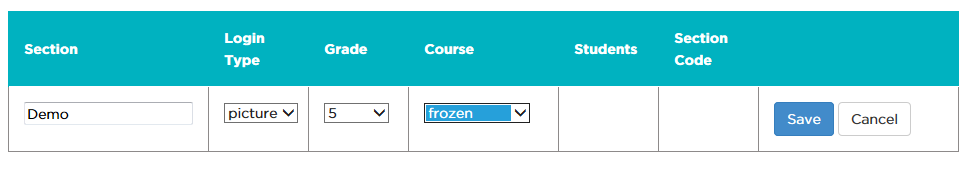 Section
Login
Type
Grade
Course
Students
Section
Code
Demo
picture
5
frozen
Save
Cancel